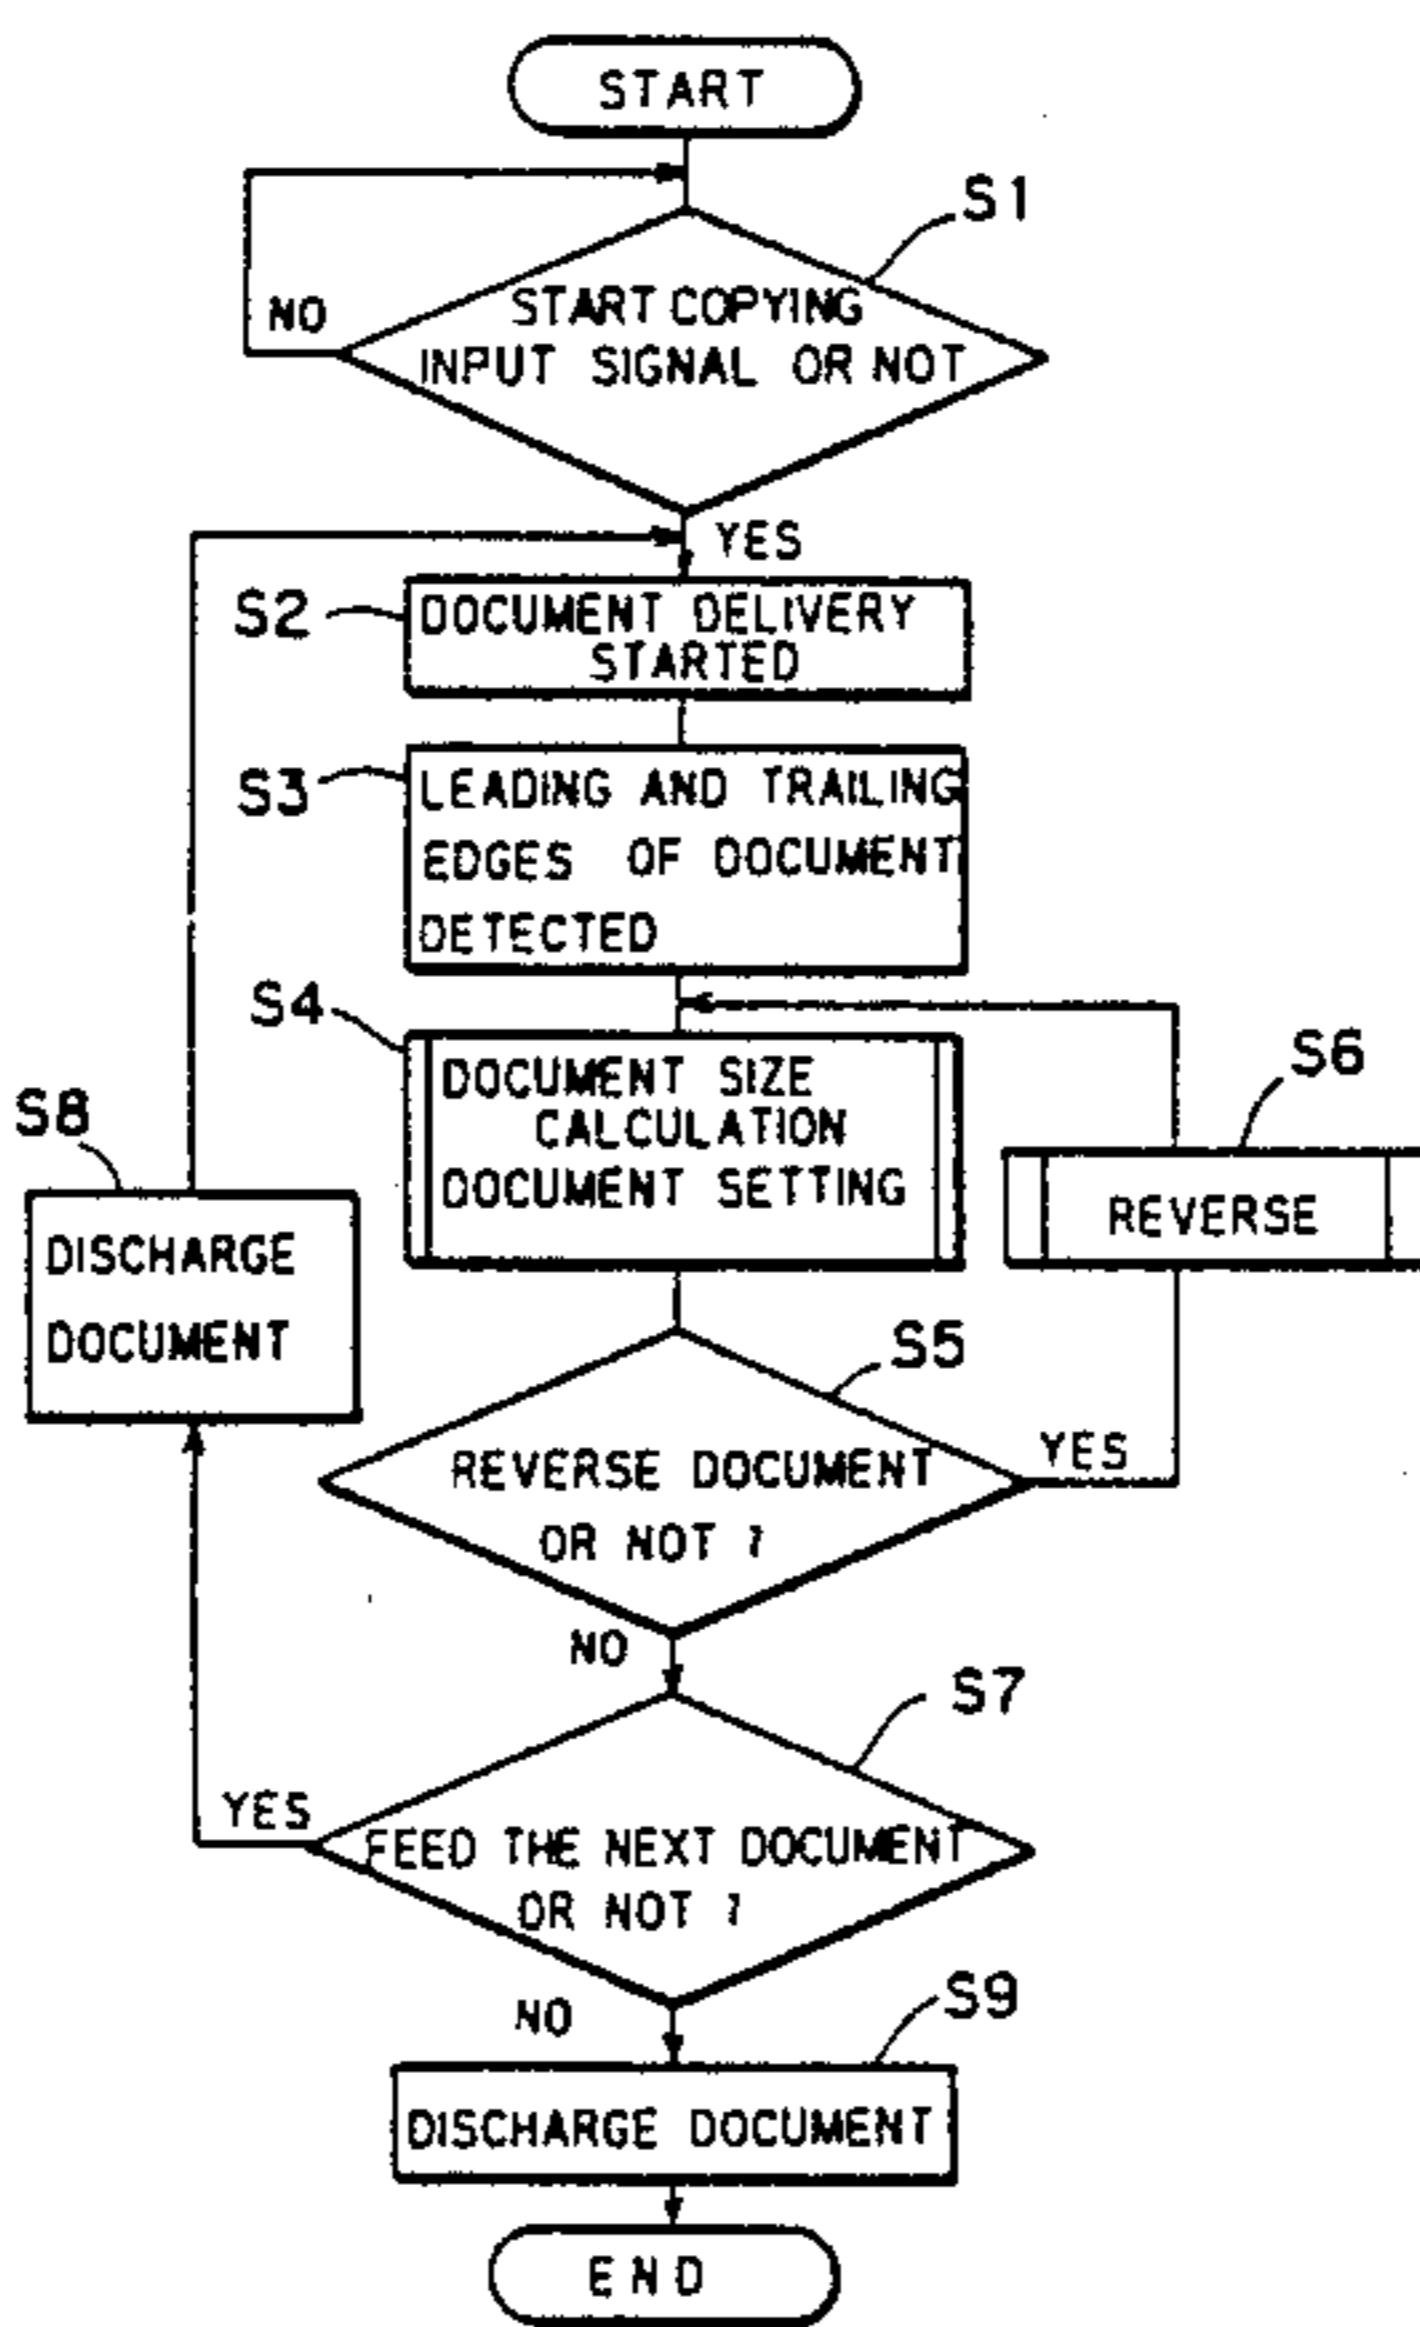 START
S1
START COPYING
INPUT SIGNAL OR NOT
NO
YES
S2
DOCUMENT DELIVERY
STARTED
S3
LEADING AND TRAILING
EDGES OF DOCUMENT
DETECTED
S4
DOCUMENT SIZE
CALCULATION
DOCUMENT SETTING
S6
REVERSE
S8
DISCHARGE
DOCUMENT
S5
REVERSE DOCUMENT
OR NOT ?
YES
NO
S7
YES
FEED THE NEXT DOCUMENT
OR NOT ?
NO
S9
DISCHARGE DOCUMENT
END